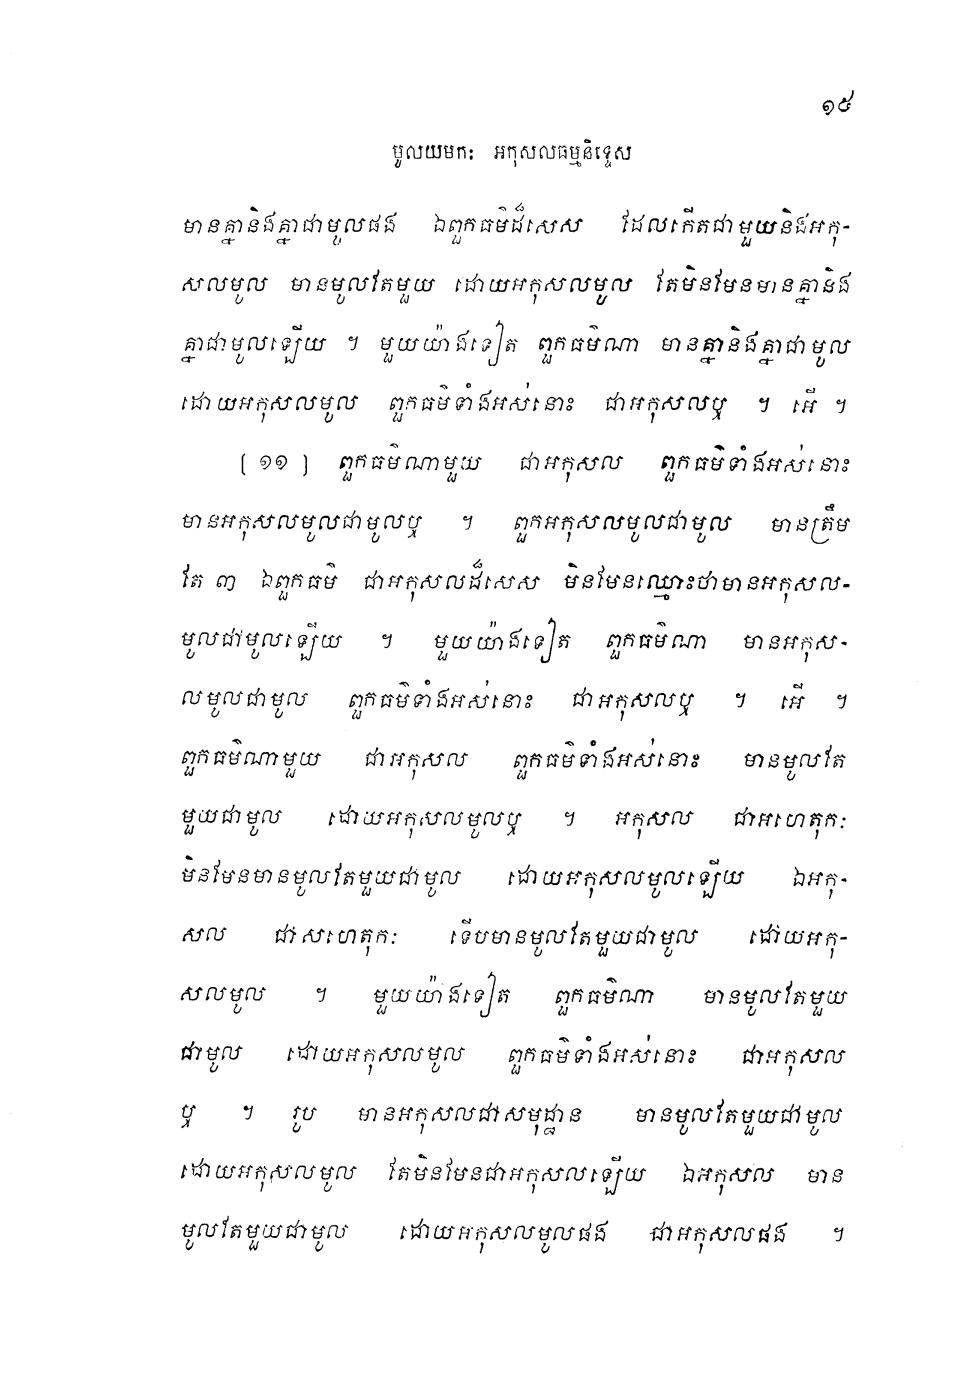 ១៥
មូលយមកៈ អកុសលធម្មនិទ្ទេស
មានគ្នានិងគ្នាជាមូលផង ឯពួកធម៌ដ៏សេស ដែលកើតជាមួយនិងអកុ-
សលមូល មានមូលតែមួយ ដោយអកុសលមូល តែមិនមែនមានគ្នានិង
គ្នាជាមូលឡើយ ។ មួយយ៉ាងទៀត ពួកធម៌ណា មានគ្នានិងគ្នាជាមូល
ដោយអកុសលមូល ពួកធម៌ទាំងអស់នោះ ជាអកុសលឬ ។ អើ ។
(១១) ពួកធម៌ណាមួយ ជាអកុសល ពួកធម៌ទាំងអស់នោះ
មានអកុសលមូលជាមូលឬ ។ ពួកអកុសលមូលជាមូល មានត្រឹម
តែ ៣ ឯពួកធម៌ ជាអកុសលដ៏សេស មិនមែនឈ្មោះថាមានអកុសល-
មូលជាមូលឡើយ ។ មួយយ៉ាងទៀត ពួកធម៌ណា មានអកុស-
លមូលជាមូល ពួកធម៌ទាំងអស់នោះ ជាអកុសលឬ ។ អើ ។
ពួកធម៌ណាមួយ ជាអកុសល ពួកធម៌ទាំងអស់នោះ មានមូលតែ
មួយជាមូល ដោយអកុសលមូលឬ ។ អកុសល ជាអហេតុកៈ
មិនមែនមានមូលតែមួយជាមូល ដោយអកុសលមូលឡើយ ឯអកុ-
សល ជាសហេតុកៈ ទើបមានមូលតែមួយជាមូល ដោយអកុ-
សលមូល ។ មួយយ៉ាងទៀត ពួកធម៌ណា មានមូលតែមួយ
ជាមូល ដោយអកុសលមូល ពួកធម៌ទាំងអស់នោះ ជាអកុសល
ឬ ។ រូប មានអកុសលជាសមុដ្ឋាន មានមូលតែមួយជាមូល
ដោយអកុសលមូល តែមិនមែនជាអកុសលឡើយ ឯអកុសល មាន
មូលតែមួយជាមូល ដោយអកុសលមូលផង ជាអកុសលផង ។